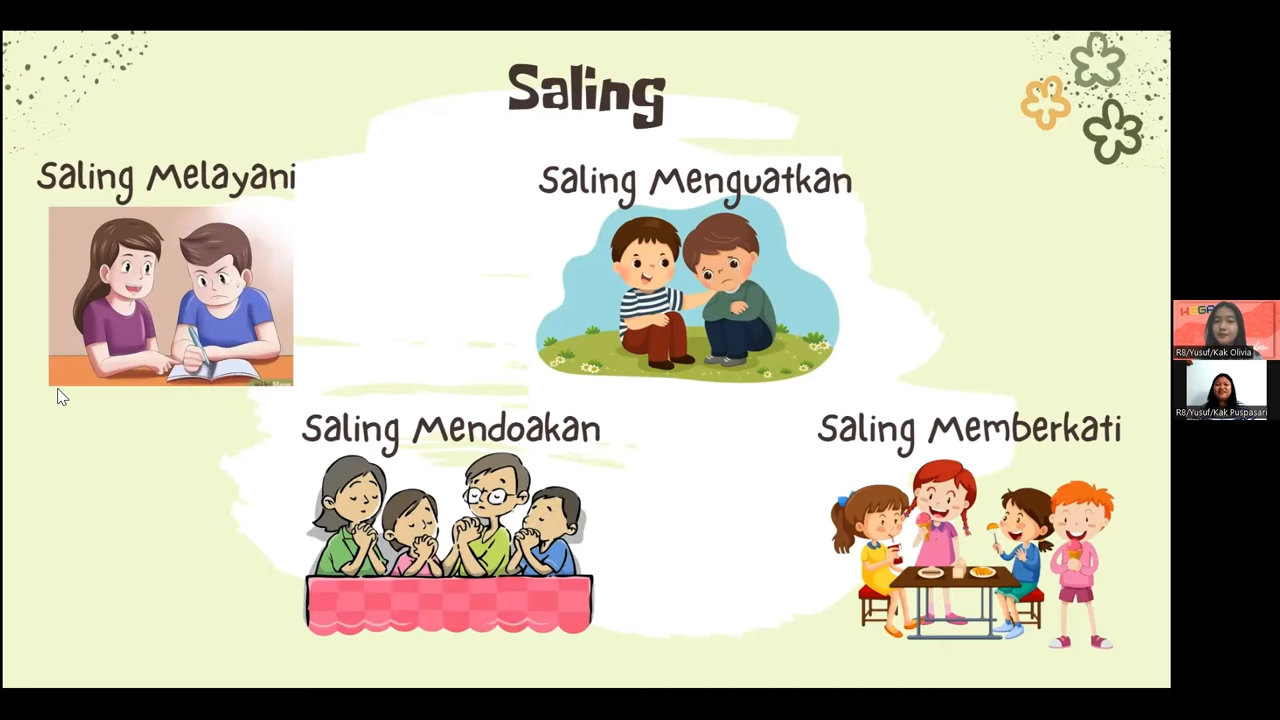 Saling
Saling Melayani
Saling Menguatkan
Saling Mendoakan
Saling Memberkati
R8/Yusuf/Kak Olivia
R8/Yusuf/Kak Puspasari